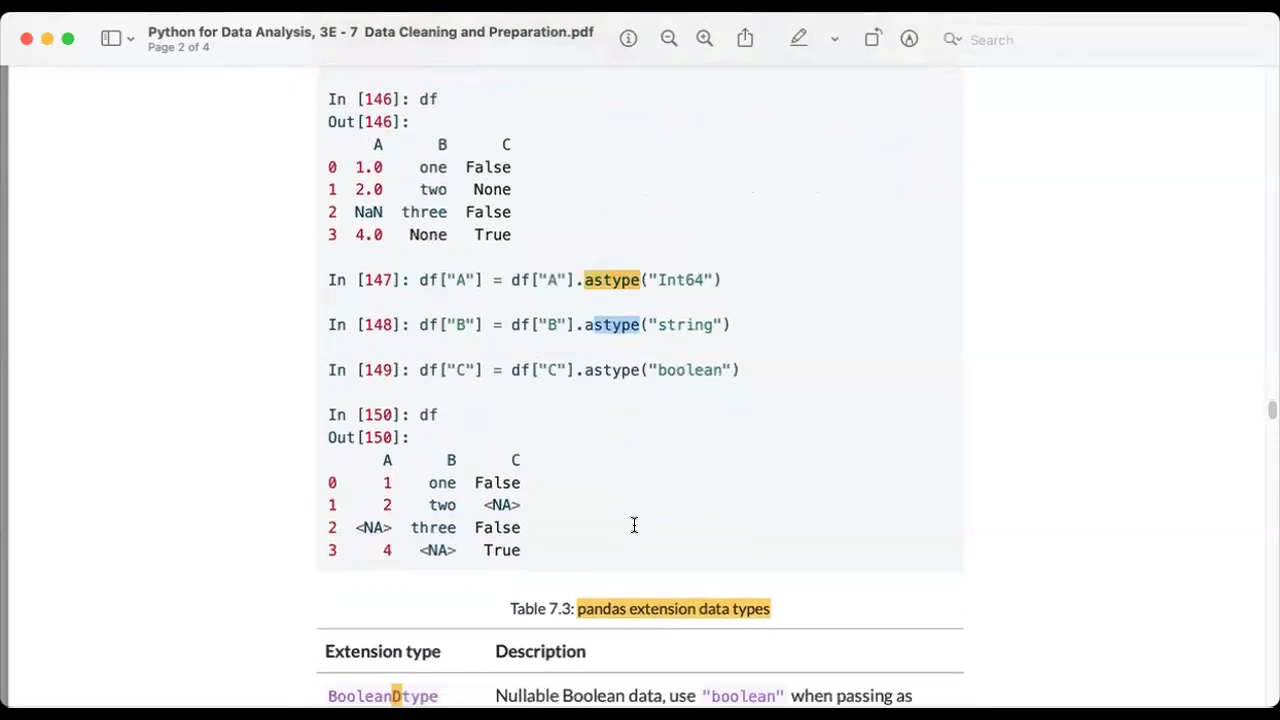 Python for Data Analysis, 3E - 7  Data Cleaning and Preparation.pdf
Page 2 of 4
Search
In [146]: df
Out[146]:
     A      B      C
0  1.0    one  False
1  2.0    two   None
2  NaN  three  False
3  4.0   None   True
In [147]: df["A"] = df["A"].astype("Int64")
In [148]: df["B"] = df["B"].astype("string")
In [149]: df["C"] = df["C"].astype("boolean")
In [150]: df
Out[150]:
      A      B      C
0     1    one  False
1     2    two   <NA>
2  <NA>  three  False
3     4   <NA>   True
Table 7.3: pandas extension data types
Extension type Description
BooleanDtype Nullable Boolean data, use "boolean" when passing as